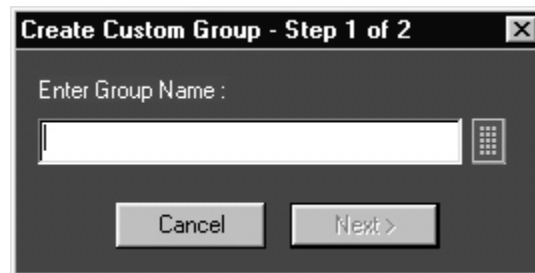 Create Custom Group - Step 1 of 2
Enter Group Name :
Cancel
Next >